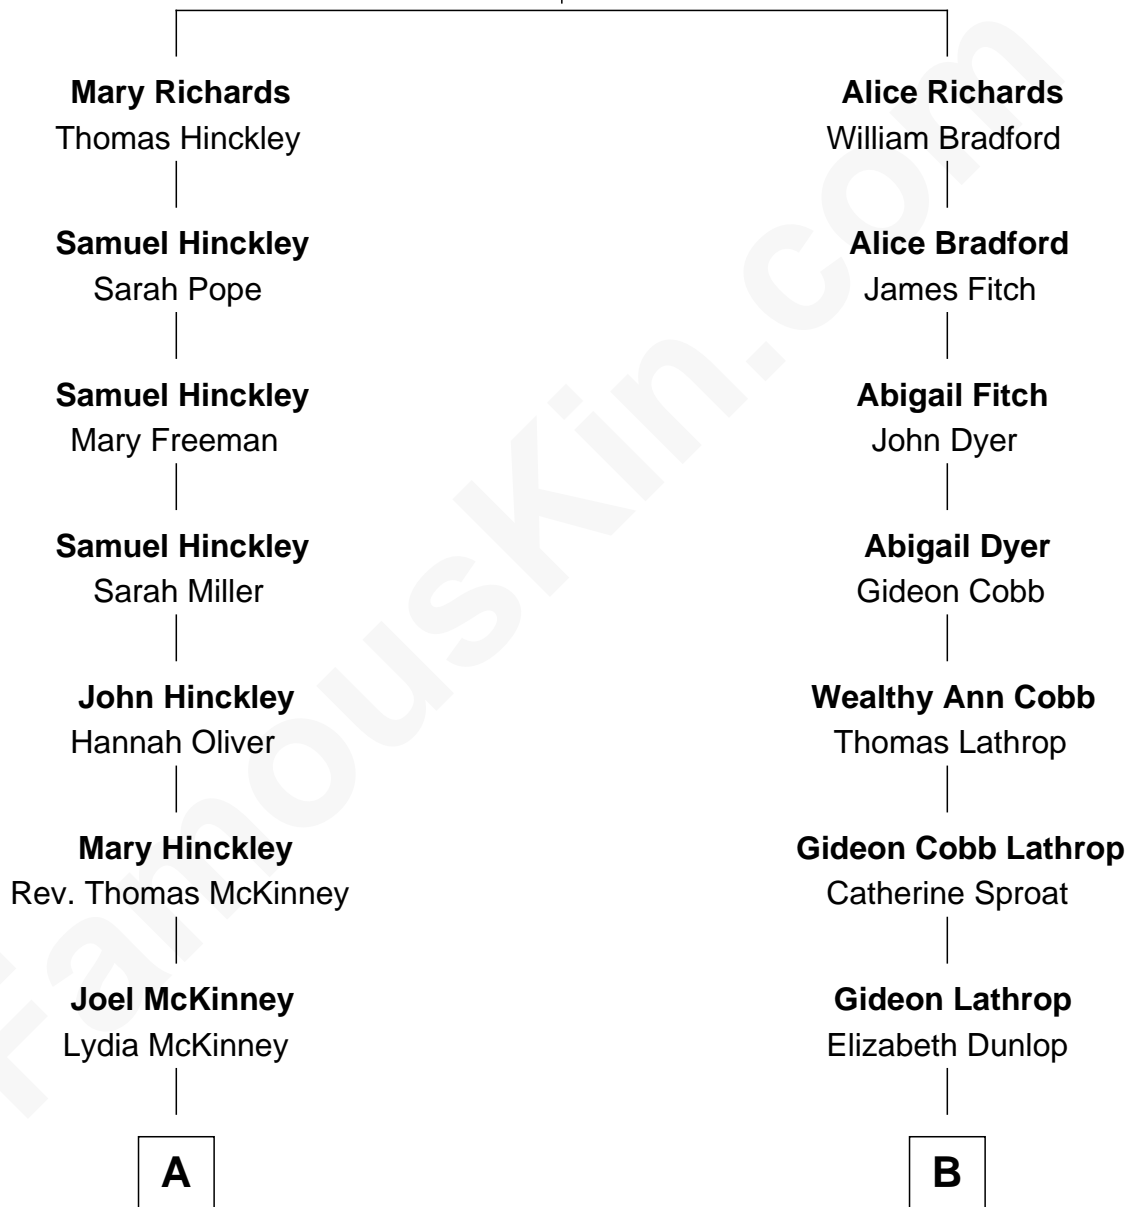 Mary Richards
Thomas Hinckley
Alice Richards
William Bradford
Samuel Hinckley
Sarah Pope
Alice Bradford
James Fitch
Samuel Hinckley
Mary Freeman
Abigail Fitch
John Dyer
Samuel Hinckley
Sarah Miller
Abigail Dyer
Gideon Cobb
John Hinckley
Hannah Oliver
Wealthy Ann Cobb
Thomas Lathrop
Mary Hinckley
Rev. Thomas McKinney
Gideon Cobb Lathrop
Catherine Sproat
Joel McKinney
Lydia McKinney
Gideon Lathrop
Elizabeth Dunlop
A
B
FamousKin.com